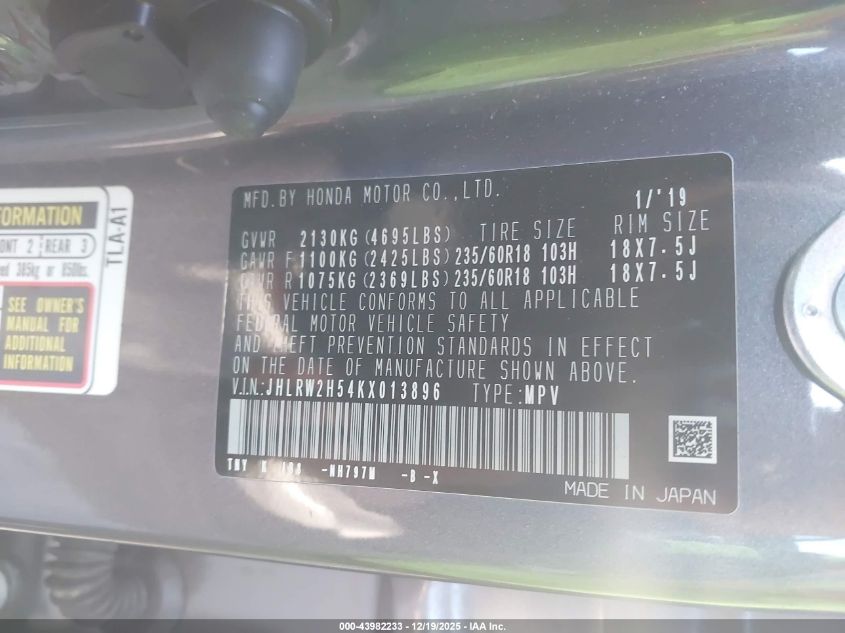 FORMATION
ONT 2 REAR 3
385kg or 850lbs.
SEE OWNER'S
MANUAL FOR
ADDITIONAL
INFORMATION
TLA-A1
MFD.BY HONDA MOTOR CO.,LTD. 1/'19
GVWR 2130KG(4695LBS) TIRE SIZE RIM SIZE
GAWR F 1100KG(2425LBS) 235/60R18 103H 18X7.5J
GAWR R 1075KG(2369LBS) 235/60R18 103H 18X7.5J
THIS VEHICLE CONFORMS TO ALL APPLICABLE
FEDERAL MOTOR VEHICLE SAFETY
AND THEFT PREVENTION STANDARDS IN EFFECT
ON THE DATE OF MANUFACTURE SHOWN ABOVE.
V.I.N.:JHLRW2H54KX013896 TYPE:MPV
-NH797M -B -X
MADE IN JAPAN
000-43982233 - 12/19/2025 - IAA Inc.